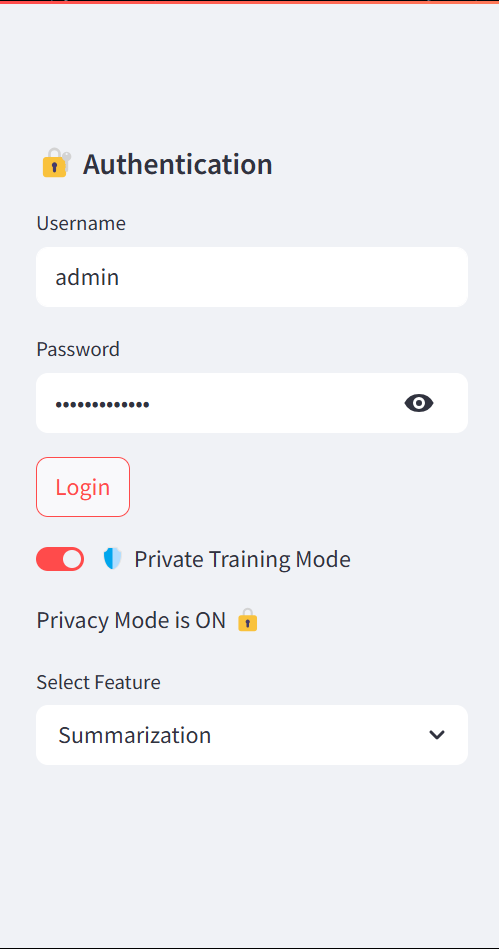 🔐 Authentication
Username
admin
Password
•••••••••••••
Login
🛡️ Private Training Mode
Privacy Mode is ON 🔒
Select Feature
Summarization